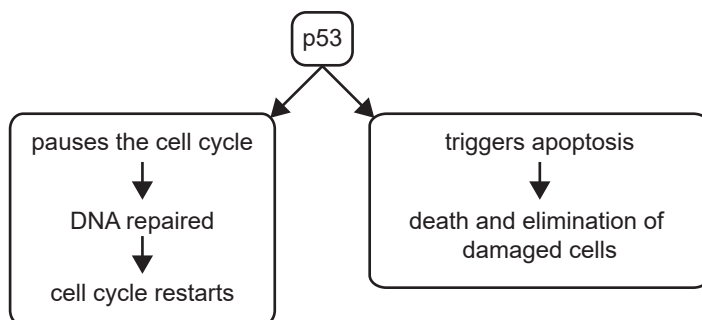 p53
pauses the cell cycle
DNA repaired
cell cycle restarts
triggers apoptosis
death and elimination of
damaged cells